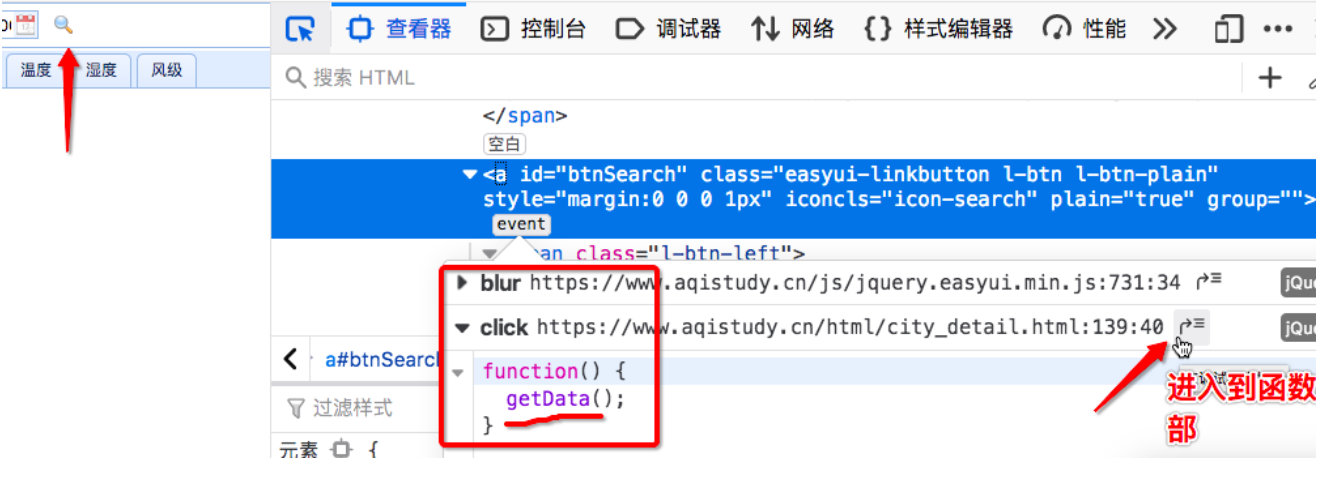 查看器 控制台 调试器 网络 {} 样式编辑器 性能
温度 湿度 风级
搜索 HTML
</span>
空白
<a id="btnSearch" class="easyui-linkbutton l-btn l-btn-plain"
style="margin:0 0 0 1px" iconcls="icon-search" plain="true" group="">
event
an class="l-btn-left">
blur https://www.aqistudy.cn/js/jquery.easyui.min.js:731:34 jQue
click https://www.aqistudy.cn/html/city_detail.html:139:40 jQue
a#btnSearch
function() {
getData();
}
进入到函数
部
过滤样式
元素 {